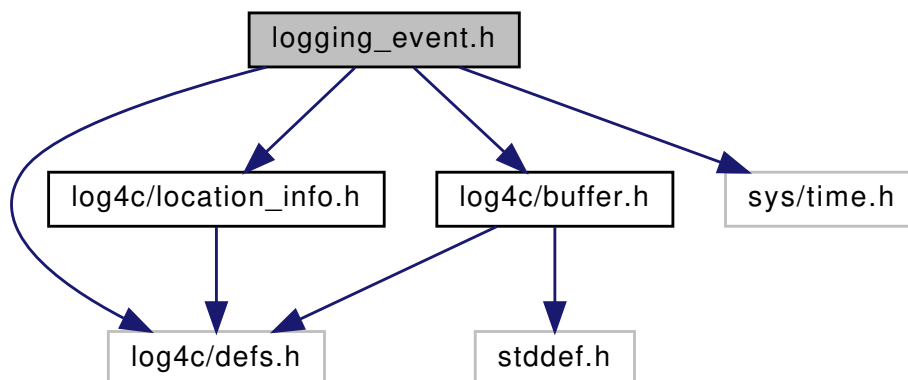 logging_event.h
log4c/location_info.h
log4c/buffer.h
sys/time.h
log4c/defs.h
stddef.h